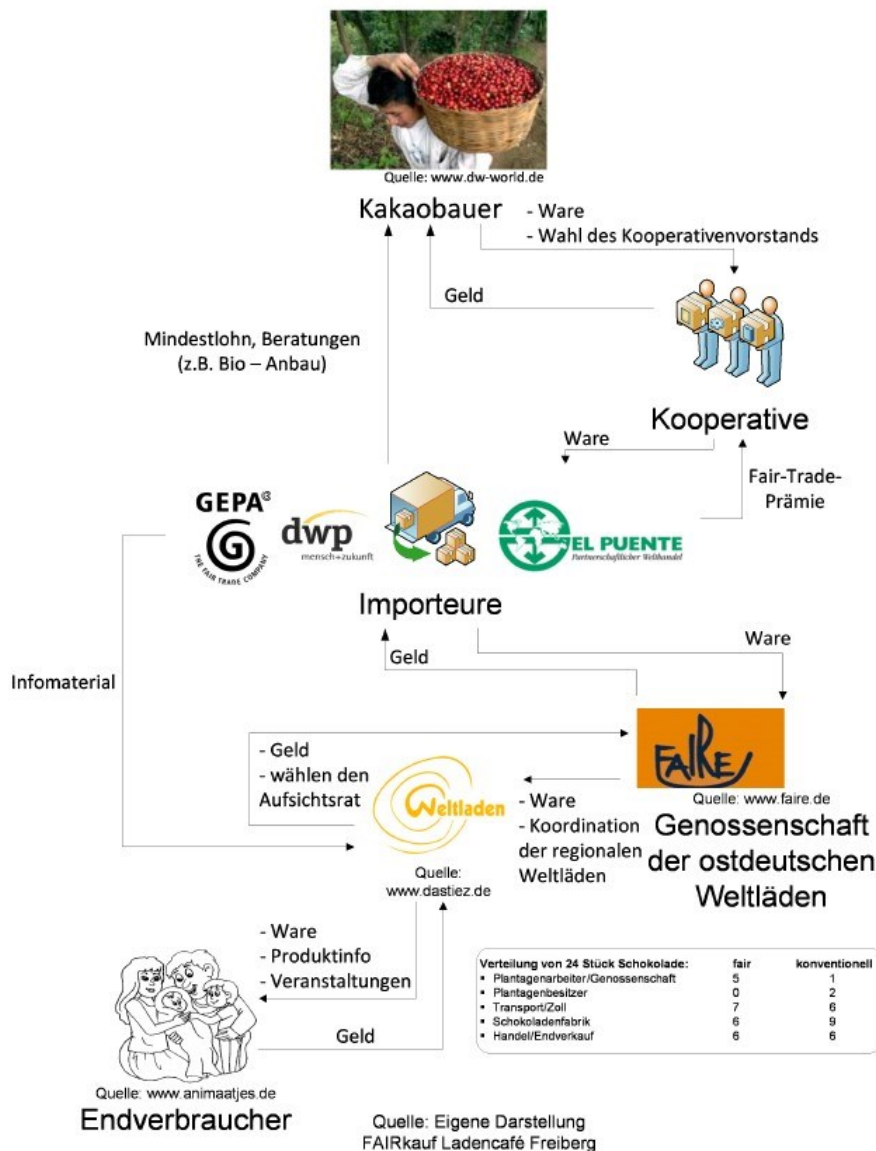 Quelle: www.dw-world.de
Kakaobauer
- Ware
- Wahl des Kooperativenvorstands
Geld
Mindestlohn, Beratungen
(z.B. Bio – Anbau)
Kooperative
Ware
Fair-Trade-
Prämie
GEPA
THE FAIR TRADE COMPANY
dwp
mensch+zukunft
EL PUENTE
Partnerschaftlicher Welthandel
Importeure
Ware
Geld
Infomaterial
- Geld
- wählen den
Aufsichtsrat
Weltladen
Quelle:
www.dastiez.de
FAIRE
Quelle: www.faire.de
- Ware
- Koordination
der regionalen
Weltläden
Genossenschaft
der ostdeutschen
Weltläden
- Ware
- Produktinfo
- Veranstaltungen
Geld
Verteilung von 24 Stück Schokolade: fair konventionell
▪ Plantagenarbeiter/Genossenschaft 5 1
▪ Plantagenbesitzer 0 2
▪ Transport/Zoll 7 6
▪ Schokoladenfabrik 6 9
▪ Handel/Endverkauf 6 6
Quelle: www.animaatjes.de
Endverbraucher
Quelle: Eigene Darstellung
FAIRkauf Ladencafé Freiberg